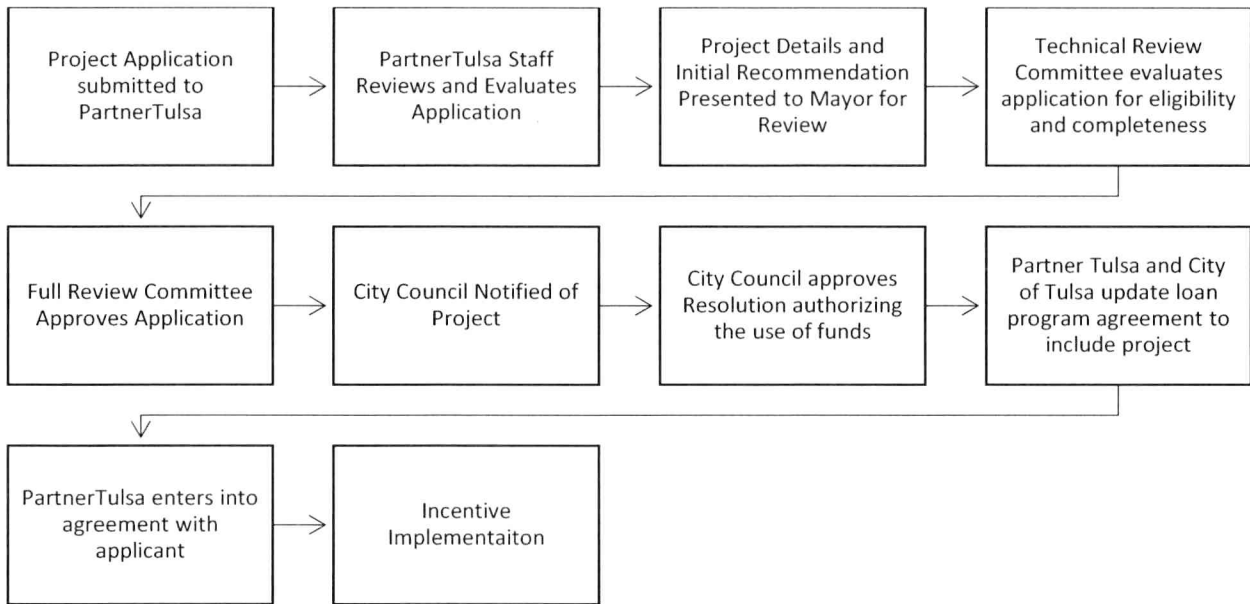 Project Application
submitted to
PartnerTulsa
PartnerTulsa Staff
Reviews and Evaluates
Application
Project Details and
Initial Recommendation
Presented to Mayor for
Review
Technical Review
Committee evaluates
application for eligibility
and completeness
Full Review Committee
Approves Application
City Council Notified of
Project
City Council approves
Resolution authorizing
the use of funds
Partner Tulsa and City
of Tulsa update loan
program agreement to
include project
PartnerTulsa enters into
agreement with
applicant
Incentive
Implementaiton